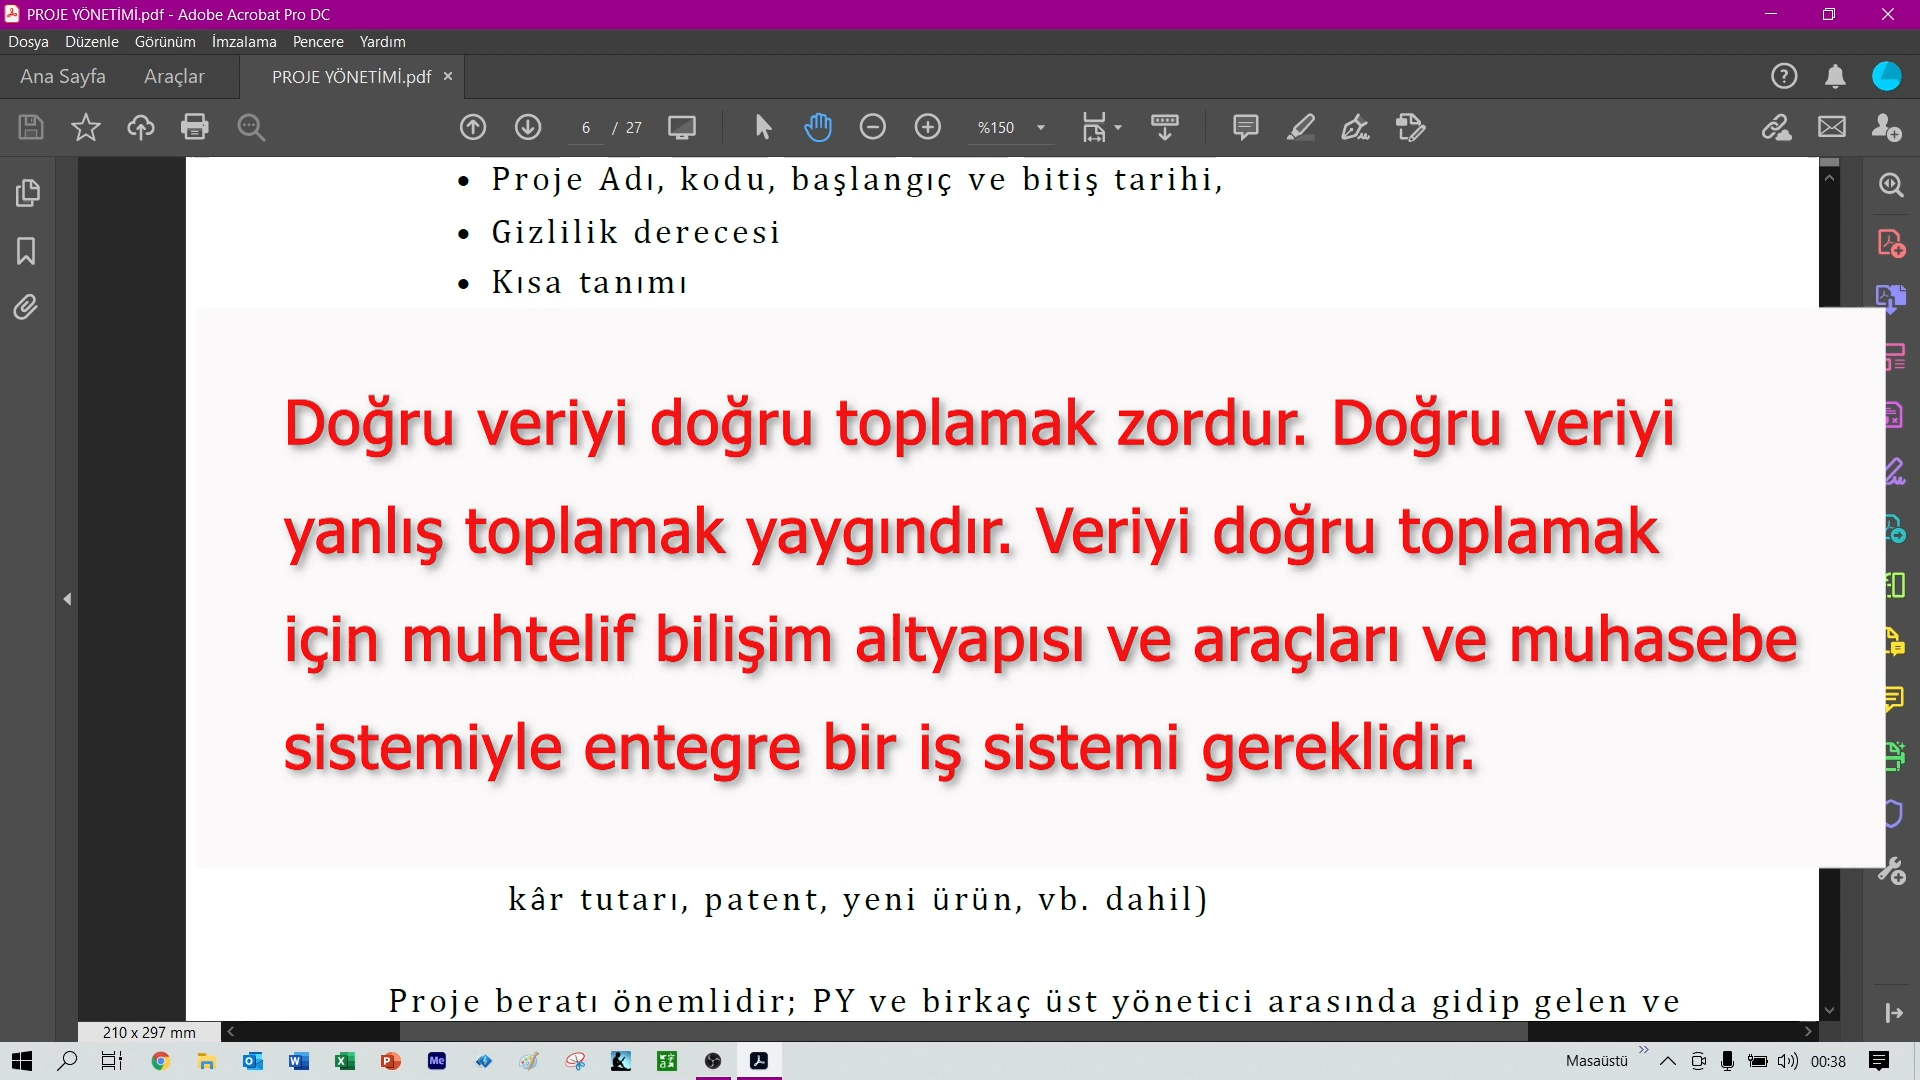 PROJE YÖNETİMİ.pdf - Adobe Acrobat Pro DC
Dosya Düzenle Görünüm İmzalama Pencere Yardım
Ana Sayfa Araçlar PROJE YÖNETİMİ.pdf ×
6 / 27 %150
• Proje Adı, kodu, başlangıç ve bitiş tarihi,
• Gizlilik derecesi
• Kısa tanımı
Doğru veriyi doğru toplamak zordur. Doğru veriyi
yanlış toplamak yaygındır. Veriyi doğru toplamak
için muhtelif bilişim altyapısı ve araçları ve muhasebe
sistemiyle entegre bir iş sistemi gereklidir.
kâr tutarı, patent, yeni ürün, vb. dahil)
Proje beratı önemlidir; PY ve birkaç üst yönetici arasında gidip gelen ve
210 x 297 mm
Me
Masaüstü 00:38